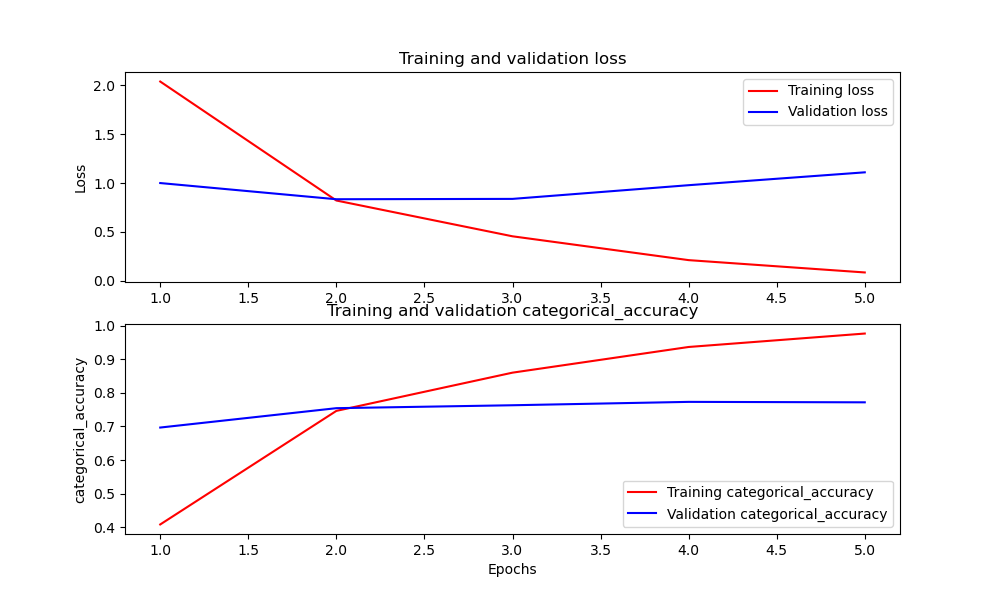 Training and validation loss
Loss
2.0
1.5
1.0
0.5
0.0
Training loss
Validation loss
1.0 1.5 2.0 2.5 3.0 3.5 4.0 4.5 5.0
Training and validation categorical_accuracy
categorical_accuracy
1.0
0.9
0.8
0.7
0.6
0.5
0.4
Training categorical_accuracy
Validation categorical_accuracy
1.0 1.5 2.0 2.5 3.0 3.5 4.0 4.5 5.0
Epochs